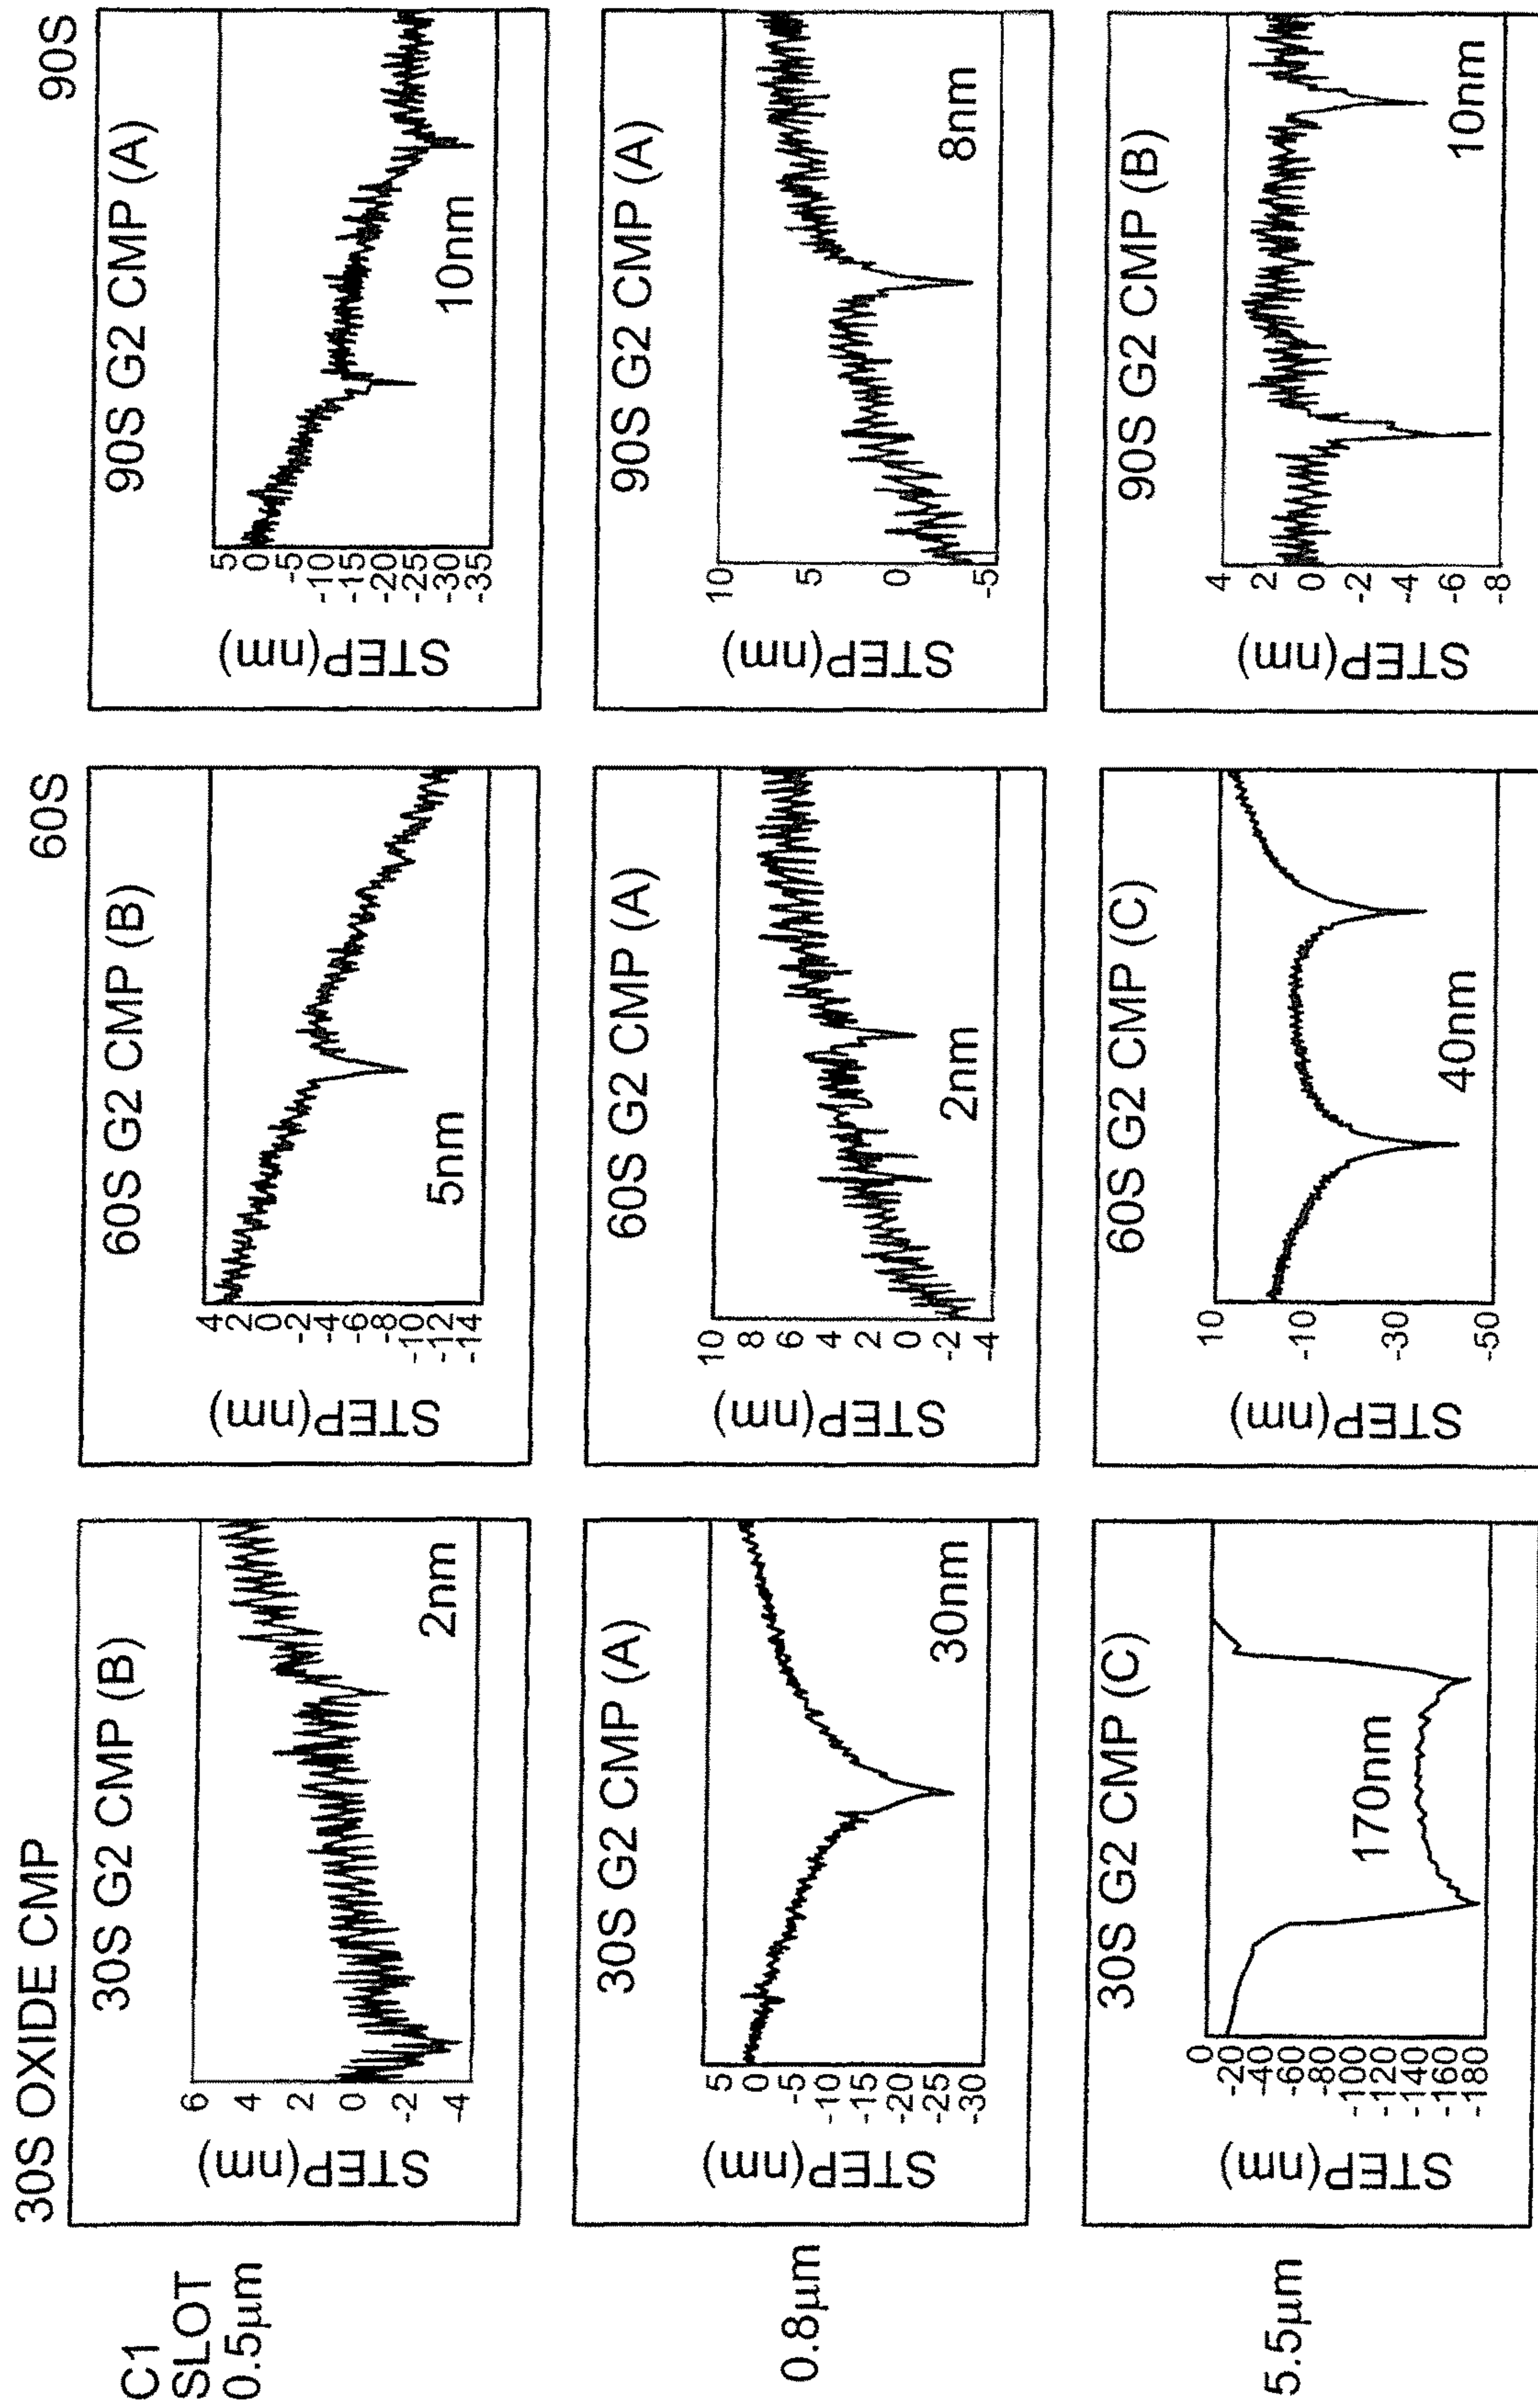 30S OXIDE CMP
60S
90S
C1
SLOT
0.5μm
30S G2 CMP (B)
STEP(nm)
6
4
2
0
-2
-4
2nm
60S G2 CMP (B)
STEP(nm)
4
2
0
-2
-4
-6
-8
-10
-12
-14
5nm
90S G2 CMP (A)
STEP(nm)
5
0
-5
-10
-15
-20
-25
-30
-35
10nm
0.8μm
30S G2 CMP (A)
STEP(nm)
5
0
-5
-10
-15
-20
-25
-30
30nm
60S G2 CMP (A)
STEP(nm)
10
8
6
4
2
0
-2
-4
2nm
90S G2 CMP (A)
STEP(nm)
10
5
0
-5
8nm
5.5μm
30S G2 CMP (C)
STEP(nm)
0
-20
-40
-60
-80
-100
-120
-140
-160
-180
170nm
60S G2 CMP (C)
STEP(nm)
10
-10
-30
-50
40nm
90S G2 CMP (B)
STEP(nm)
4
2
0
-2
-4
-6
-8
10nm